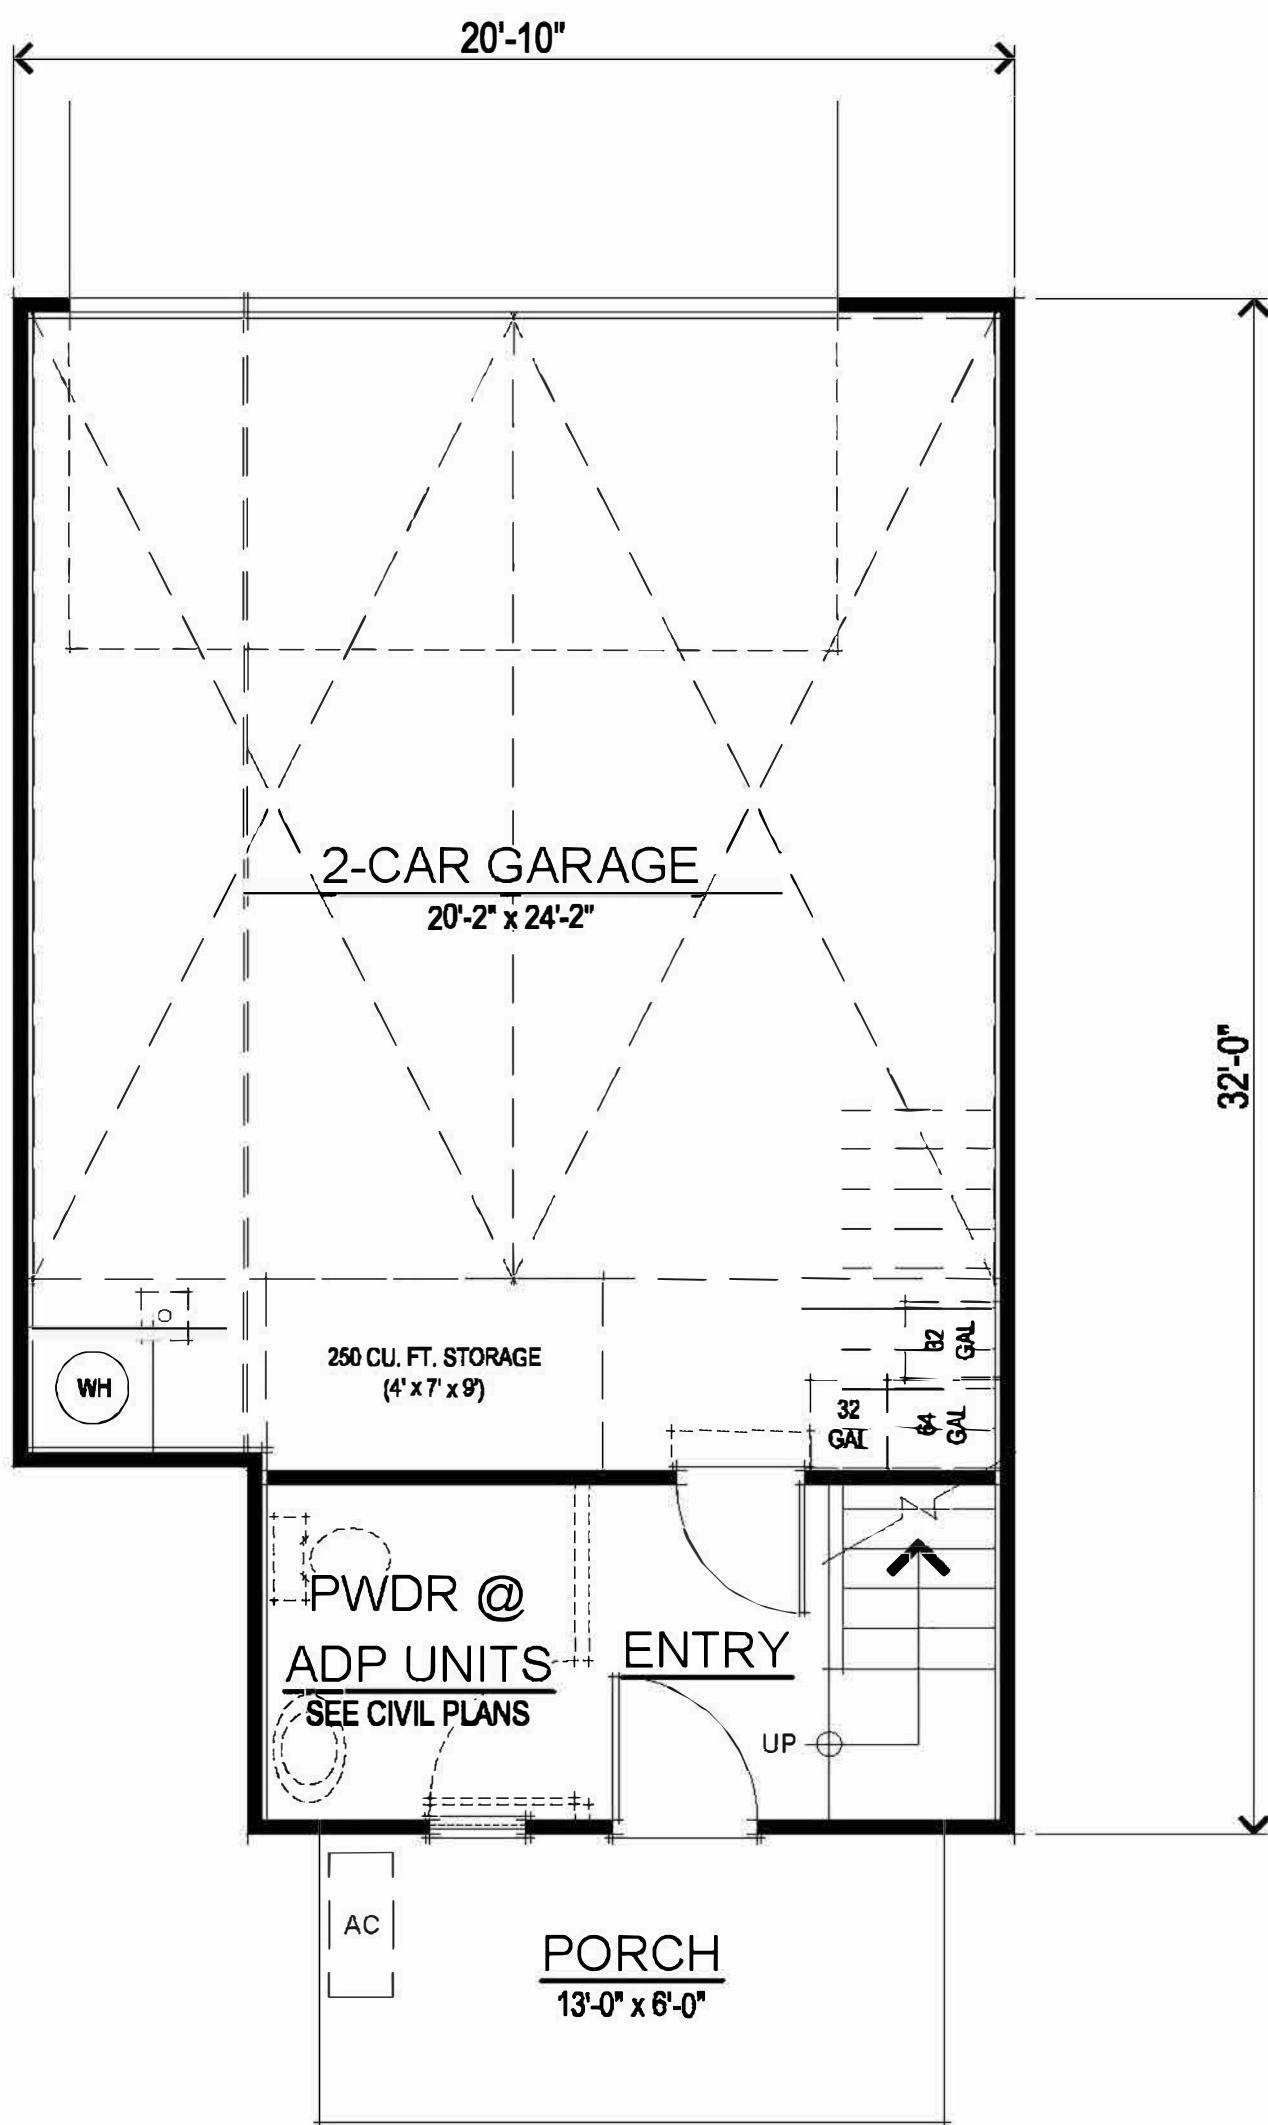 20'-10"
2-CAR GARAGE
20'-2" x 24'-2"
32'-0"
32
GAL
250 CU. FT. STORAGE
(4' x 7' x 9')
WH
32
GAL
64
GAL
PWDR @
ADP UNITS
SEE CIVIL PLANS
ENTRY
UP
AC
PORCH
13'-0" x 6'-0"